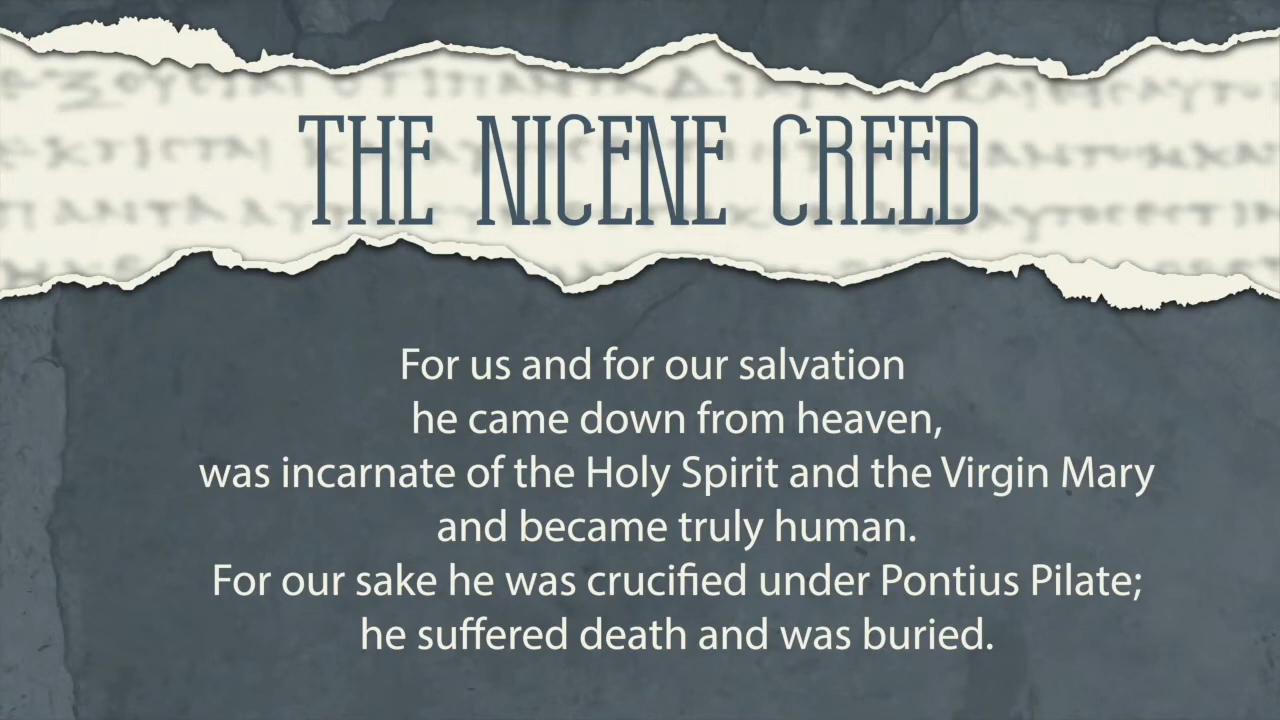 THE NICENE CREED
For us and for our salvation
he came down from heaven,
was incarnate of the Holy Spirit and the Virgin Mary
and became truly human.
For our sake he was crucified under Pontius Pilate;
he suffered death and was buried.